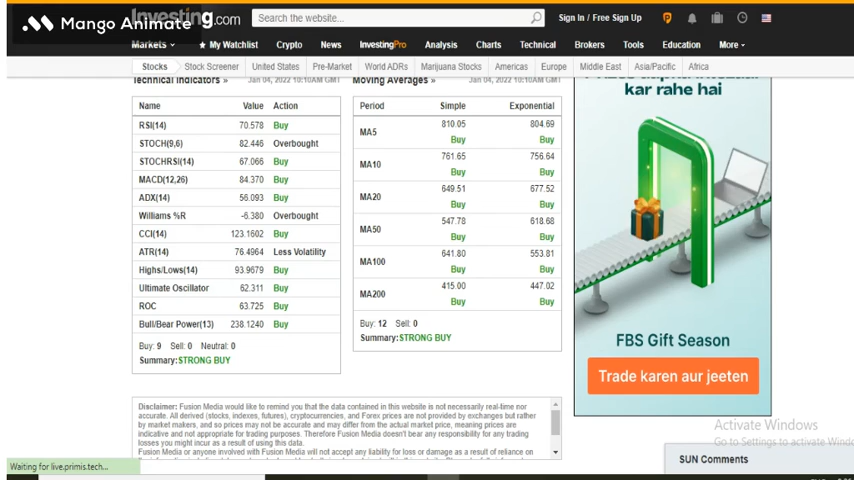 Mango Animate
Investing.com
Search the website...
Sign In / Free Sign Up
Markets My Watchlist Crypto News InvestingPro Analysis Charts Technical Brokers Tools Education More
Stocks Stock Screener United States Pre-Market World ADRs Marijuana Stocks Americas Europe Middle East Asia/Pacific Africa
Technical Indicators » Jan 04, 2022 10:10AM GMT
Name Value Action
RSI(14) 70.578 Buy
STOCH(9,6) 82.446 Overbought
STOCHRSI(14) 67.066 Buy
MACD(12,26) 84.370 Buy
ADX(14) 56.093 Buy
Williams %R -6.380 Overbought
CCI(14) 123.1602 Buy
ATR(14) 76.4964 Less Volatility
Highs/Lows(14) 93.9679 Buy
Ultimate Oscillator 62.311 Buy
ROC 63.725 Buy
Bull/Bear Power(13) 238.1240 Buy
Buy: 9 Sell: 0 Neutral: 0
Summary:STRONG BUY
Moving Averages » Jan 04, 2022 10:10AM GMT
Period Simple Exponential
MA5 810.05 804.69
Buy Buy
MA10 761.65 756.64
Buy Buy
MA20 649.51 677.52
Buy Buy
MA50 547.78 618.68
Buy Buy
MA100 641.80 553.81
Buy Buy
MA200 415.00 447.02
Buy Buy
Buy: 12 Sell: 0
Summary:STRONG BUY
kar rahe hai
FBS Gift Season
Trade karen aur jeeten
Disclaimer: Fusion Media would like to remind you that the data contained in this website is not necessarily real-time nor
accurate. All derived (stocks, indexes, futures), cryptocurrencies, and Forex prices are not provided by exchanges but rather
by market makers, and so prices may not be accurate and may differ from the actual market price, meaning prices are
indicative and not appropriate for trading purposes. Therefore Fusion Media doesn't bear any responsibility for any trading
losses you might incur as a result of using this data.
Fusion Media or anyone involved with Fusion Media will not accept any liability for loss or damage as a result of reliance on
Activate Windows
Go to Settings to activate Windo
SUN Comments
Waiting for live.primis.tech...